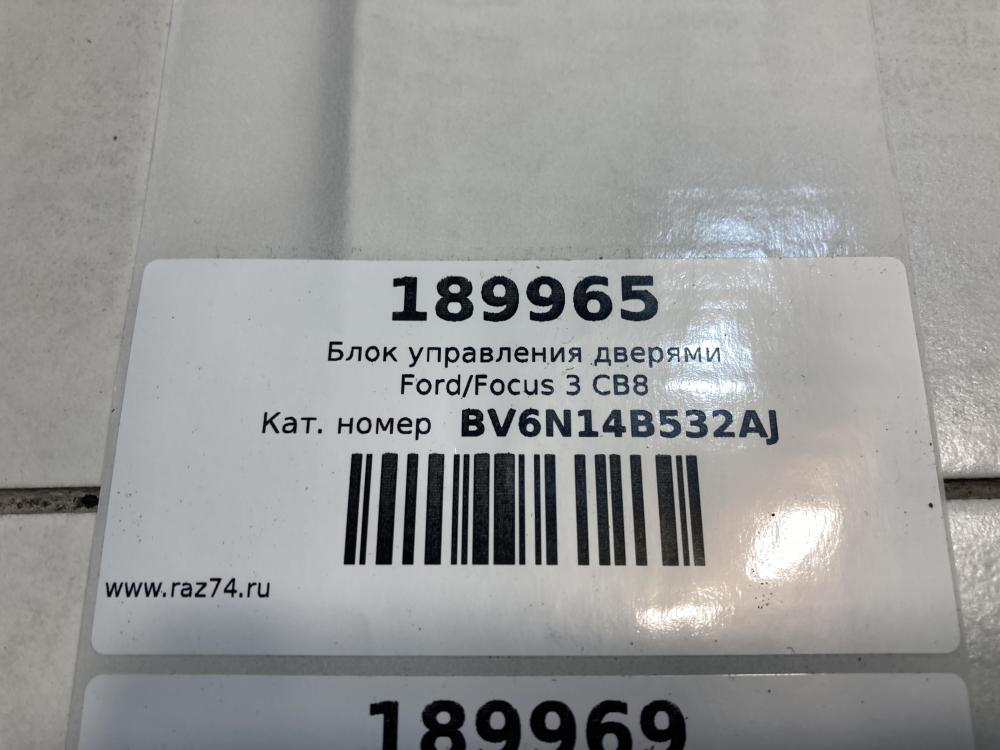 189965
Блок управления дверями
Ford/Focus 3 CB8
Кат. номер BV6N14B532AJ
www.raz74.ru
189969